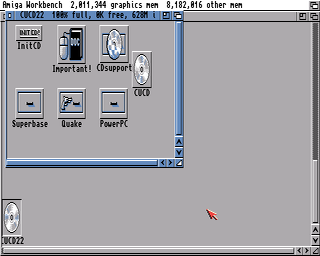 Amiga Workbench 2,011,344 graphics mem 8,182,016 other mem
CUCD22 100% full, 0K free, 628M i
InitCD
DOC
InitCD
Important!
CDsupport
CUCD
Superbase
Quake
PowerPC
CUCD22